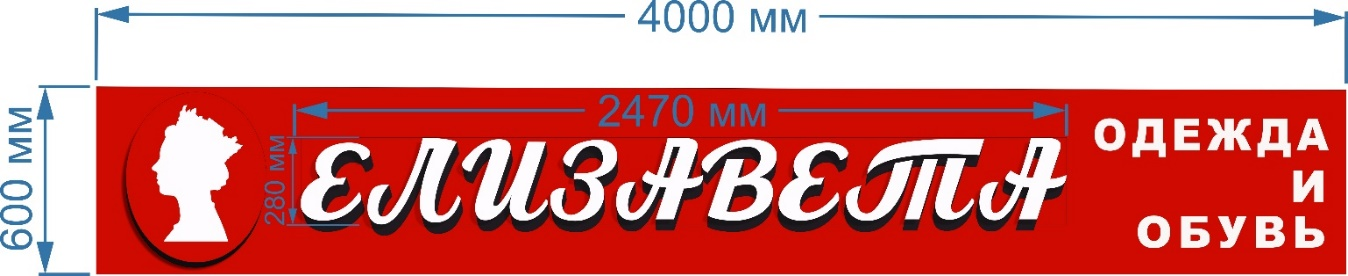 4000 мм
600 мм
2470 мм
280 мм
ЕЛИЗАВЕТА
ОДЕЖДА
И
ОБУВЬ